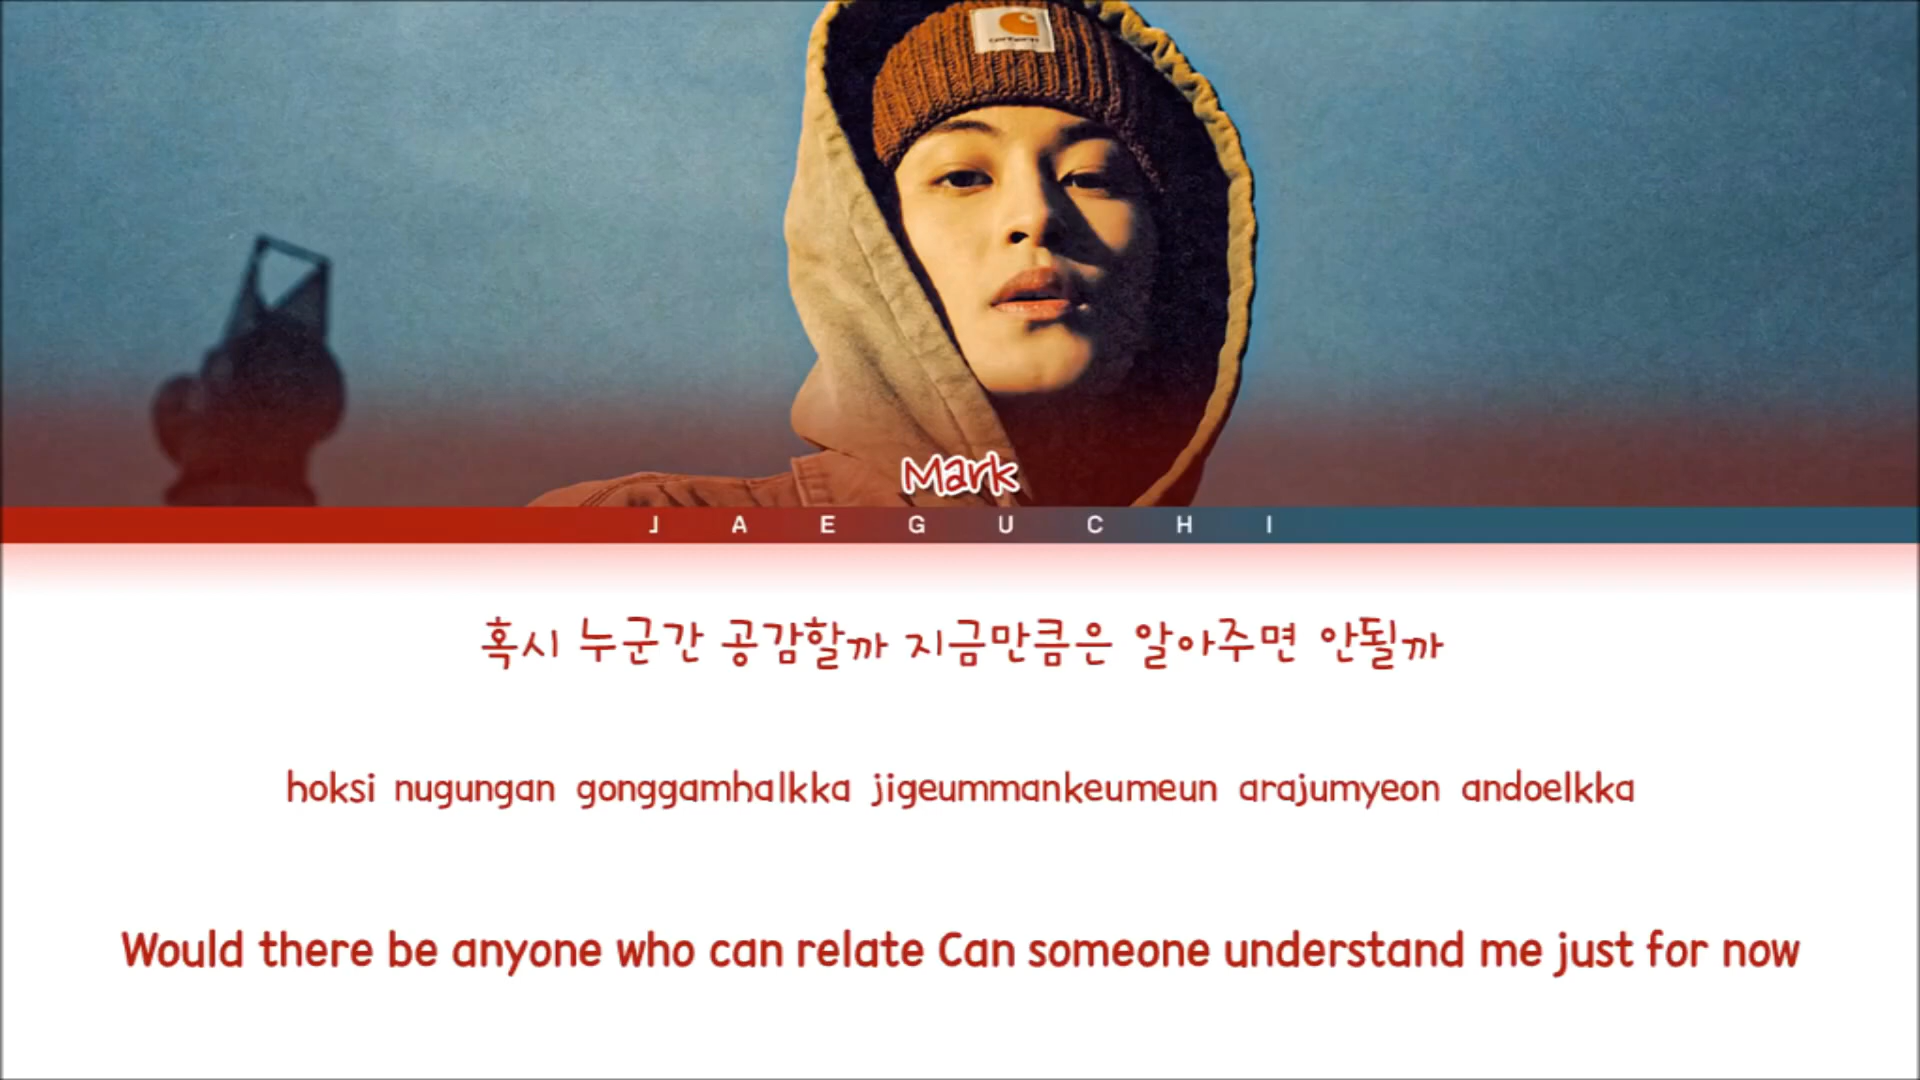 carhartt
Mark
JAEGUCHI
혹시 누군간 공감할까 지금만큼은 알아주면 안될까
hoksi nugungan gonggamhalkka jigeummankeumeun arajumyeon andoelkka
Would there be anyone who can relate Can someone understand me just for now